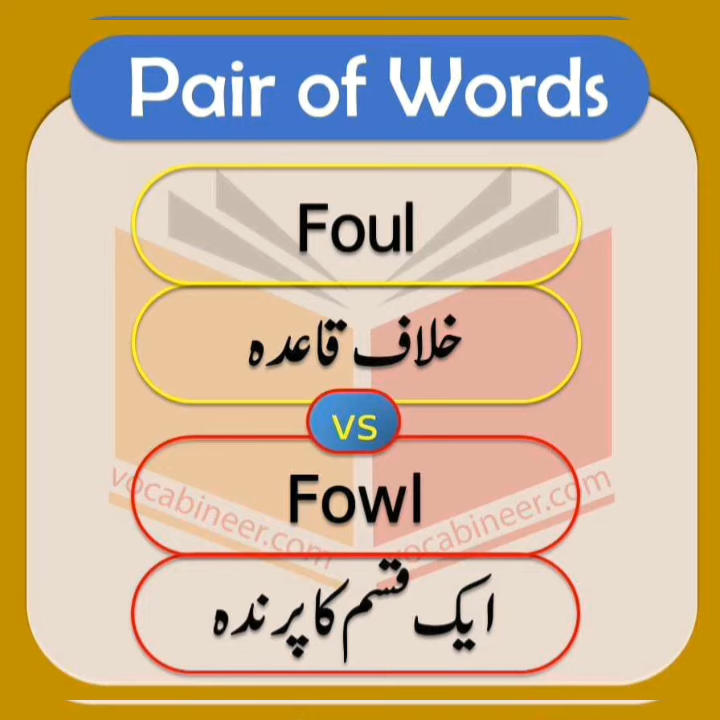 Pair of Words
Foul
خلاف قاعدہ
vs
Fowl
vocabineer.com
vocabineer.com
ایک قسم کا پرندہ